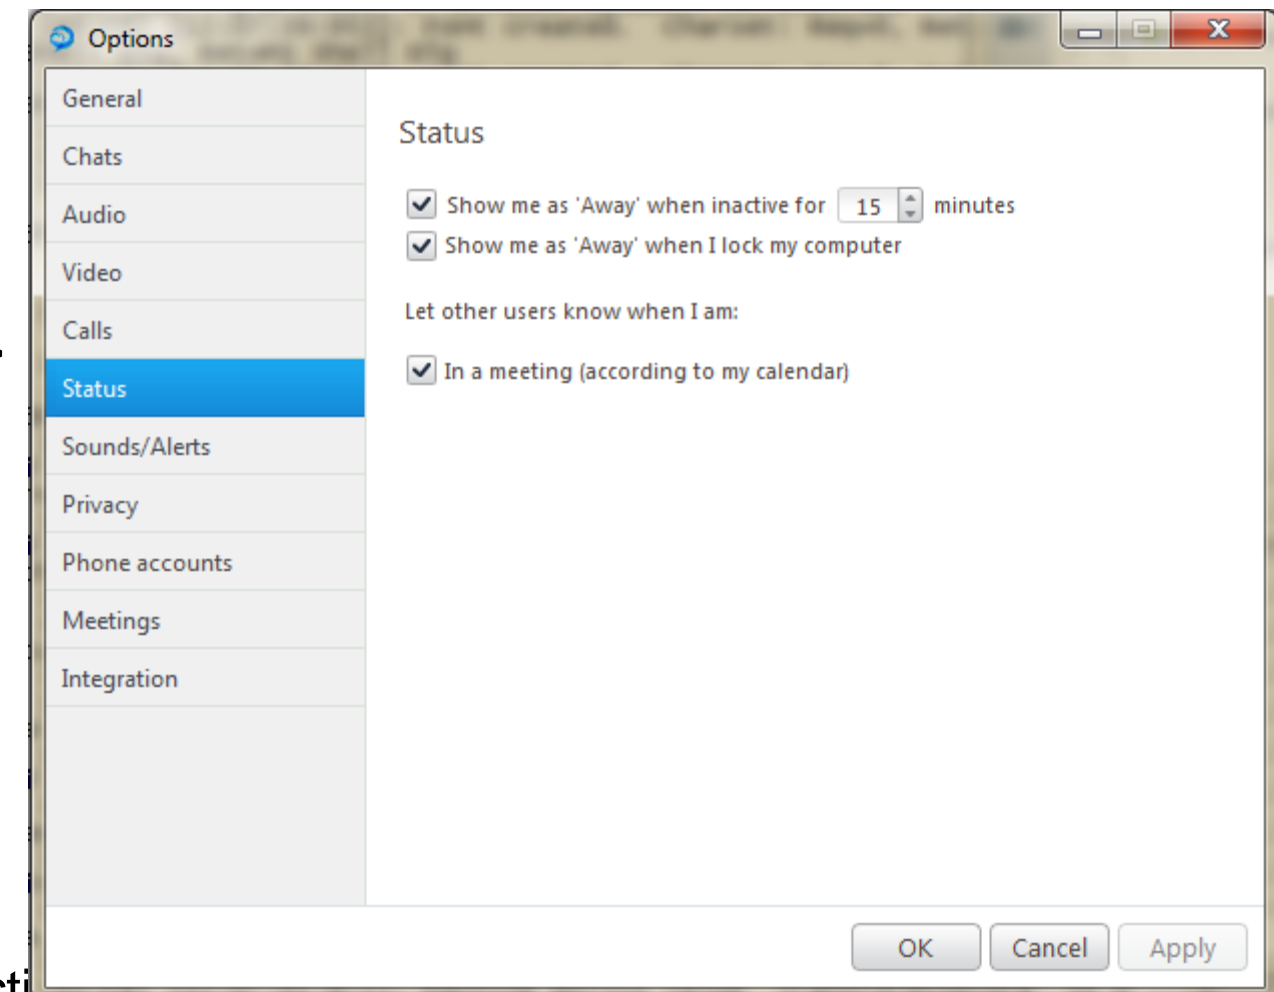 Options
General
Chats
Audio
Video
Calls
Status
Sounds/Alerts
Privacy
Phone accounts
Meetings
Integration
Status
Show me as 'Away' when inactive for 15 minutes
Show me as 'Away' when I lock my computer
Let other users know when I am:
In a meeting (according to my calendar)
OK Cancel Apply